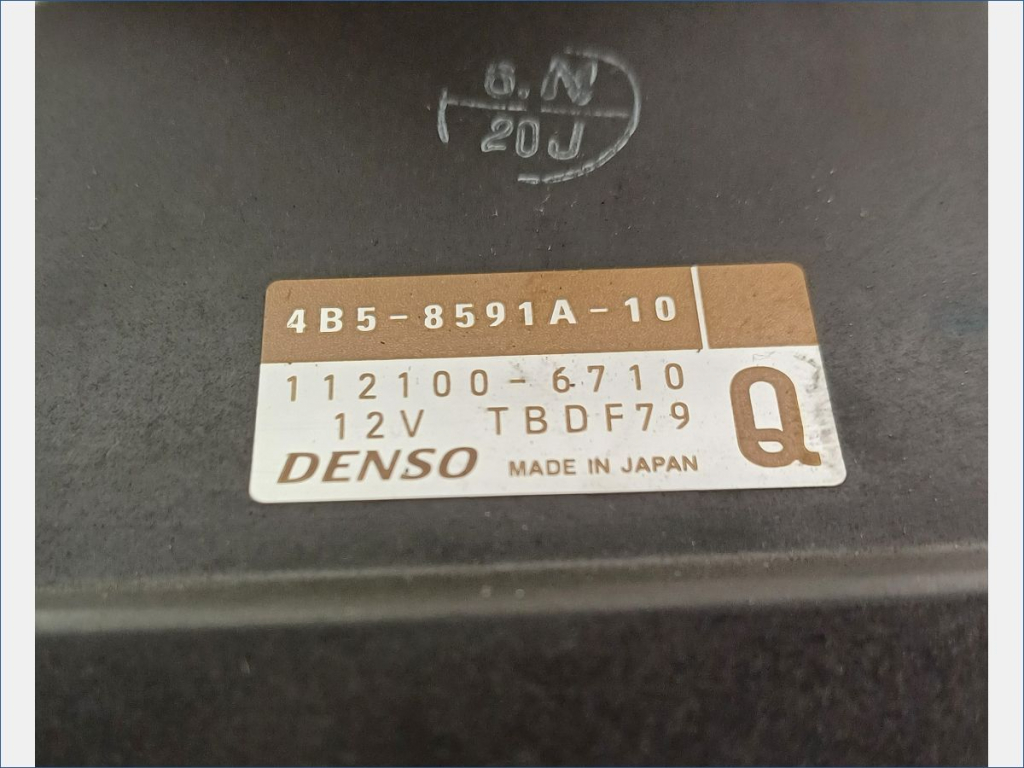 8.N
20J
4B5-8591A-10
112100-6710
12V TBDF79
Q
DENSO MADE IN JAPAN